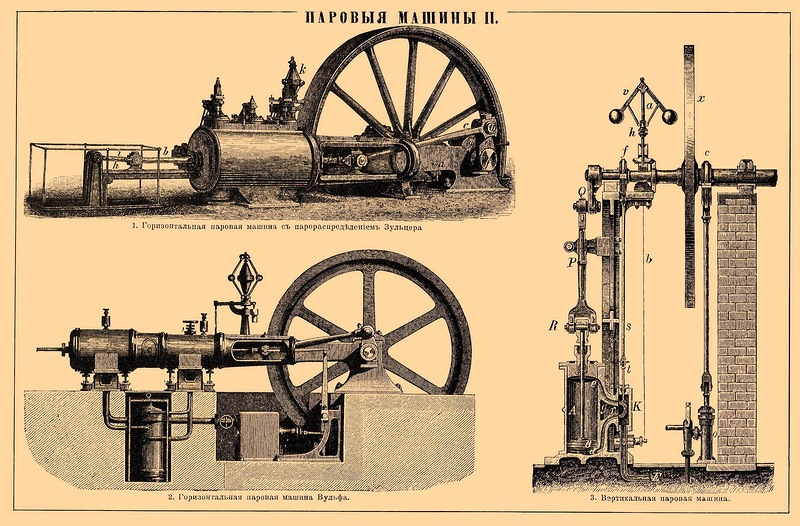 ПАРОВЫЯ МАШИНЫ II.
k
t
b
h
c
a
1. Горизонтальная паровая машина съ парораспредѣленіемъ Зульцера
2. Горизонтальная паровая машина Вульфа.
v
a
x
h
f
c
Q
P
b
R
s
l
A
K
3. Вертикальная паровая машина.